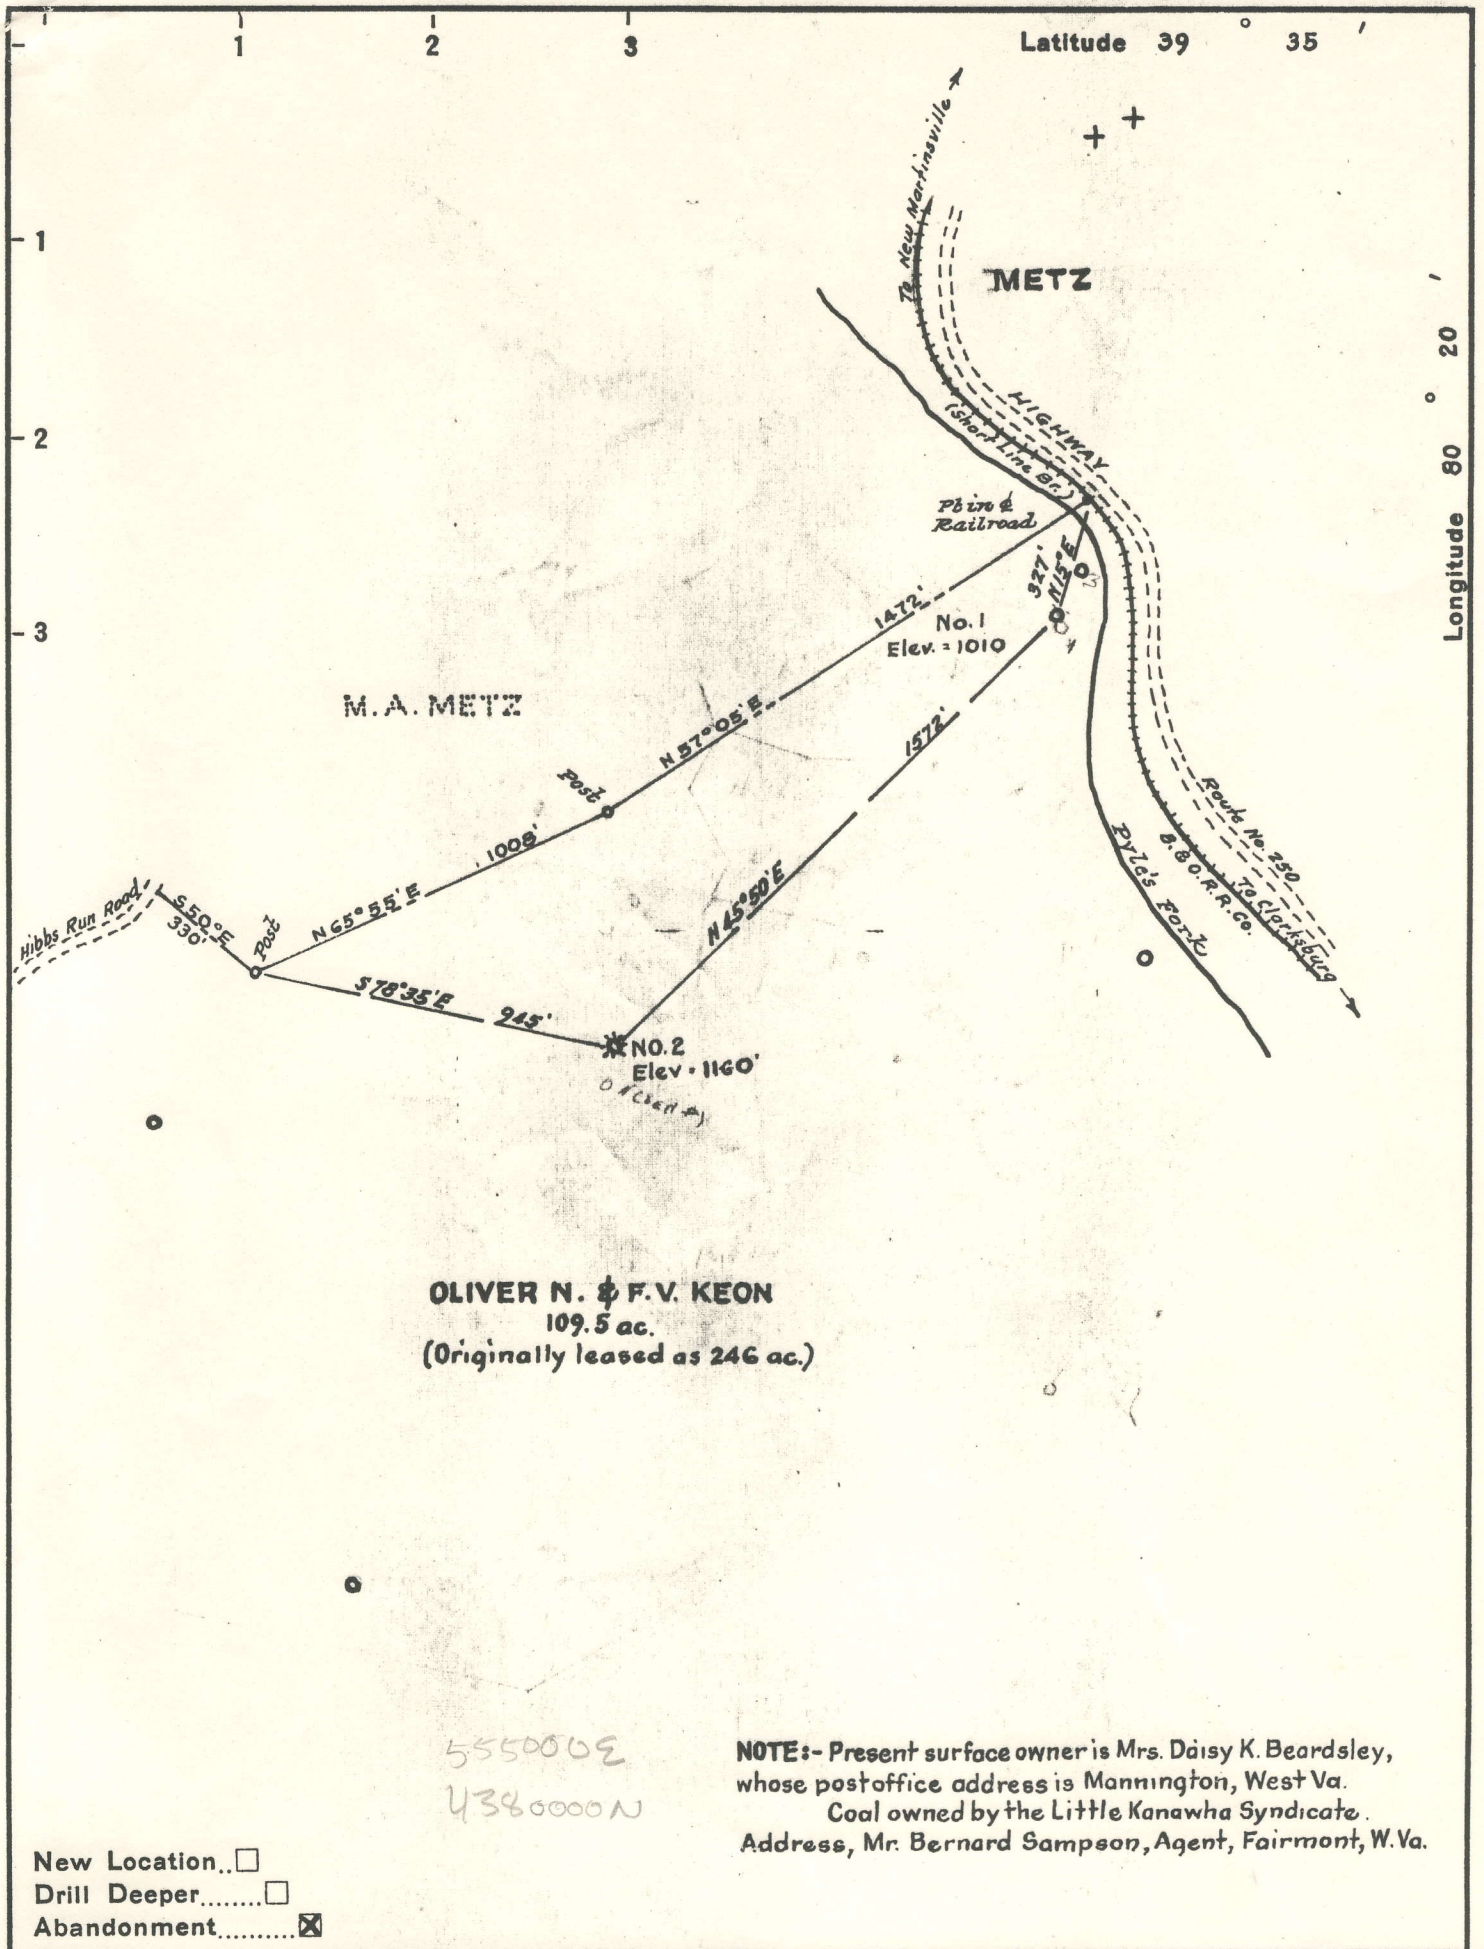 1 2 3
Latitude 39 ° 35 '
1
2
3
Longitude 80 ° 20 '
To New Martinsville
METZ
HIGHWAY
(Short Line Br.)
Pt in ¢
Railroad
327'
N15°E
1472'
No. 1
Elev. = 1010
M.A. METZ
N 57° 05' E
1572'
Post
1008'
N 65° 55' E
N 45° 50' E
Hibbs Run Road
S 50° E
330'
Post
S 78° 35' E
945'
NO. 2
Elev = 1160'
Pyle's Fork
B. & O. R. R. Co.
Route No. 250
To Clarksburg
OLIVER N. & F. V. KEON
109.5 ac.
(Originally leased as 246 ac.)
555000E
4380000N
NOTE:- Present surface owner is Mrs. Daisy K. Beardsley,
whose postoffice address is Mannington, West Va.
Coal owned by the Little Kanawha Syndicate.
Address, Mr. Bernard Sampson, Agent, Fairmont, W. Va.
New Location..☐
Drill Deeper........☐
Abandonment..........☒